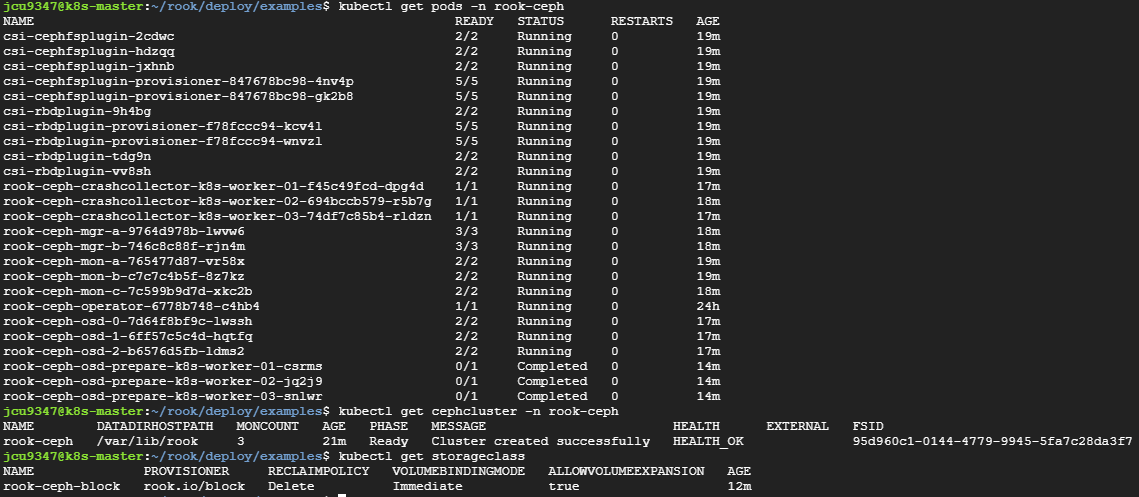 jcu9347@k8s-master:~/rook/deploy/examples$ kubectl get pods -n rook-ceph
NAME READY STATUS RESTARTS AGE
csi-cephfsplugin-2cdwc 2/2 Running 0 19m
csi-cephfsplugin-hdzqq 2/2 Running 0 19m
csi-cephfsplugin-jxhnb 2/2 Running 0 19m
csi-cephfsplugin-provisioner-847678bc98-4nv4p 5/5 Running 0 19m
csi-cephfsplugin-provisioner-847678bc98-gk2b8 5/5 Running 0 19m
csi-rbdplugin-9h4bg 2/2 Running 0 19m
csi-rbdplugin-provisioner-f78fccc94-kcv4l 5/5 Running 0 19m
csi-rbdplugin-provisioner-f78fccc94-wnvzl 5/5 Running 0 19m
csi-rbdplugin-tdg9n 2/2 Running 0 19m
csi-rbdplugin-vv8sh 2/2 Running 0 19m
rook-ceph-crashcollector-k8s-worker-01-f45c49fcd-dpg4d 1/1 Running 0 17m
rook-ceph-crashcollector-k8s-worker-02-694bccb579-r5b7g 1/1 Running 0 18m
rook-ceph-crashcollector-k8s-worker-03-74df7c85b4-rldzn 1/1 Running 0 17m
rook-ceph-mgr-a-9764d978b-lwvw6 3/3 Running 0 18m
rook-ceph-mgr-b-746c8c88f-rjn4m 3/3 Running 0 18m
rook-ceph-mon-a-765477d87-vr58x 2/2 Running 0 19m
rook-ceph-mon-b-c7c7c4b5f-8z7kz 2/2 Running 0 19m
rook-ceph-mon-c-7c599b9d7d-xkc2b 2/2 Running 0 18m
rook-ceph-operator-6778b748-c4hb4 1/1 Running 0 24h
rook-ceph-osd-0-7d64f8bf9c-lwssh 2/2 Running 0 17m
rook-ceph-osd-1-6ff57c5c4d-hqtfq 2/2 Running 0 17m
rook-ceph-osd-2-b6576d5fb-ldms2 2/2 Running 0 17m
rook-ceph-osd-prepare-k8s-worker-01-csrms 0/1 Completed 0 14m
rook-ceph-osd-prepare-k8s-worker-02-jq2j9 0/1 Completed 0 14m
rook-ceph-osd-prepare-k8s-worker-03-snlwr 0/1 Completed 0 14m
jcu9347@k8s-master:~/rook/deploy/examples$ kubectl get cephcluster -n rook-ceph
NAME DATADIRHOSTPATH MONCOUNT AGE PHASE MESSAGE HEALTH EXTERNAL FSID
rook-ceph /var/lib/rook 3 21m Ready Cluster created successfully HEALTH_OK 95d960c1-0144-4779-9945-5fa7c28da3f7
jcu9347@k8s-master:~/rook/deploy/examples$ kubectl get storageclass
NAME PROVISIONER RECLAIMPOLICY VOLUMEBINDINGMODE ALLOWVOLUMEEXPANSION AGE
rook-ceph-block rook.io/block Delete Immediate true 12m